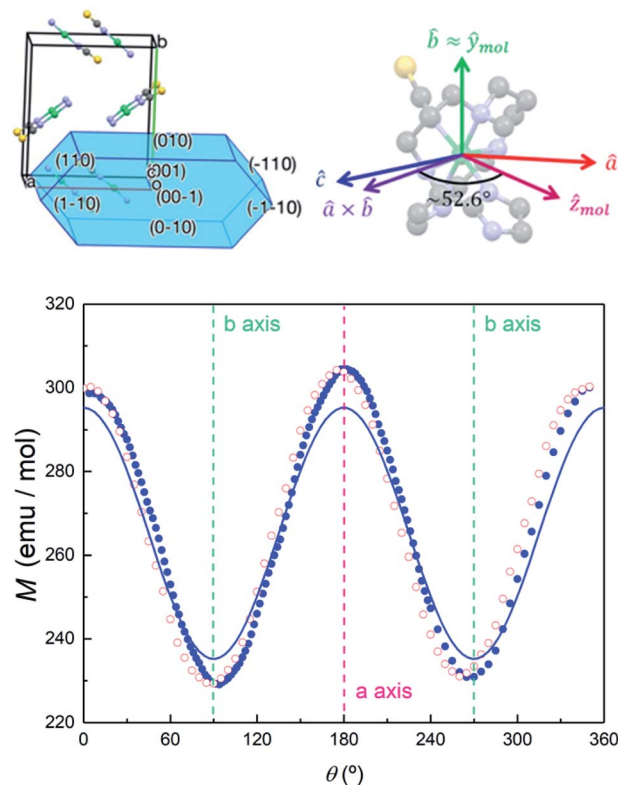 b
(010)
(110)
(001)
(-110)
a
c
o
(00-1)
(1-10)
(-1-10)
(0-10)
b̂ ≈ ŷmol
â
ĉ
â × b̂
~52.6°
ẑmol
320
300
280
260
240
220
M (emu / mol)
b axis
b axis
a axis
0
60
120
180
240
300
360
θ (º)